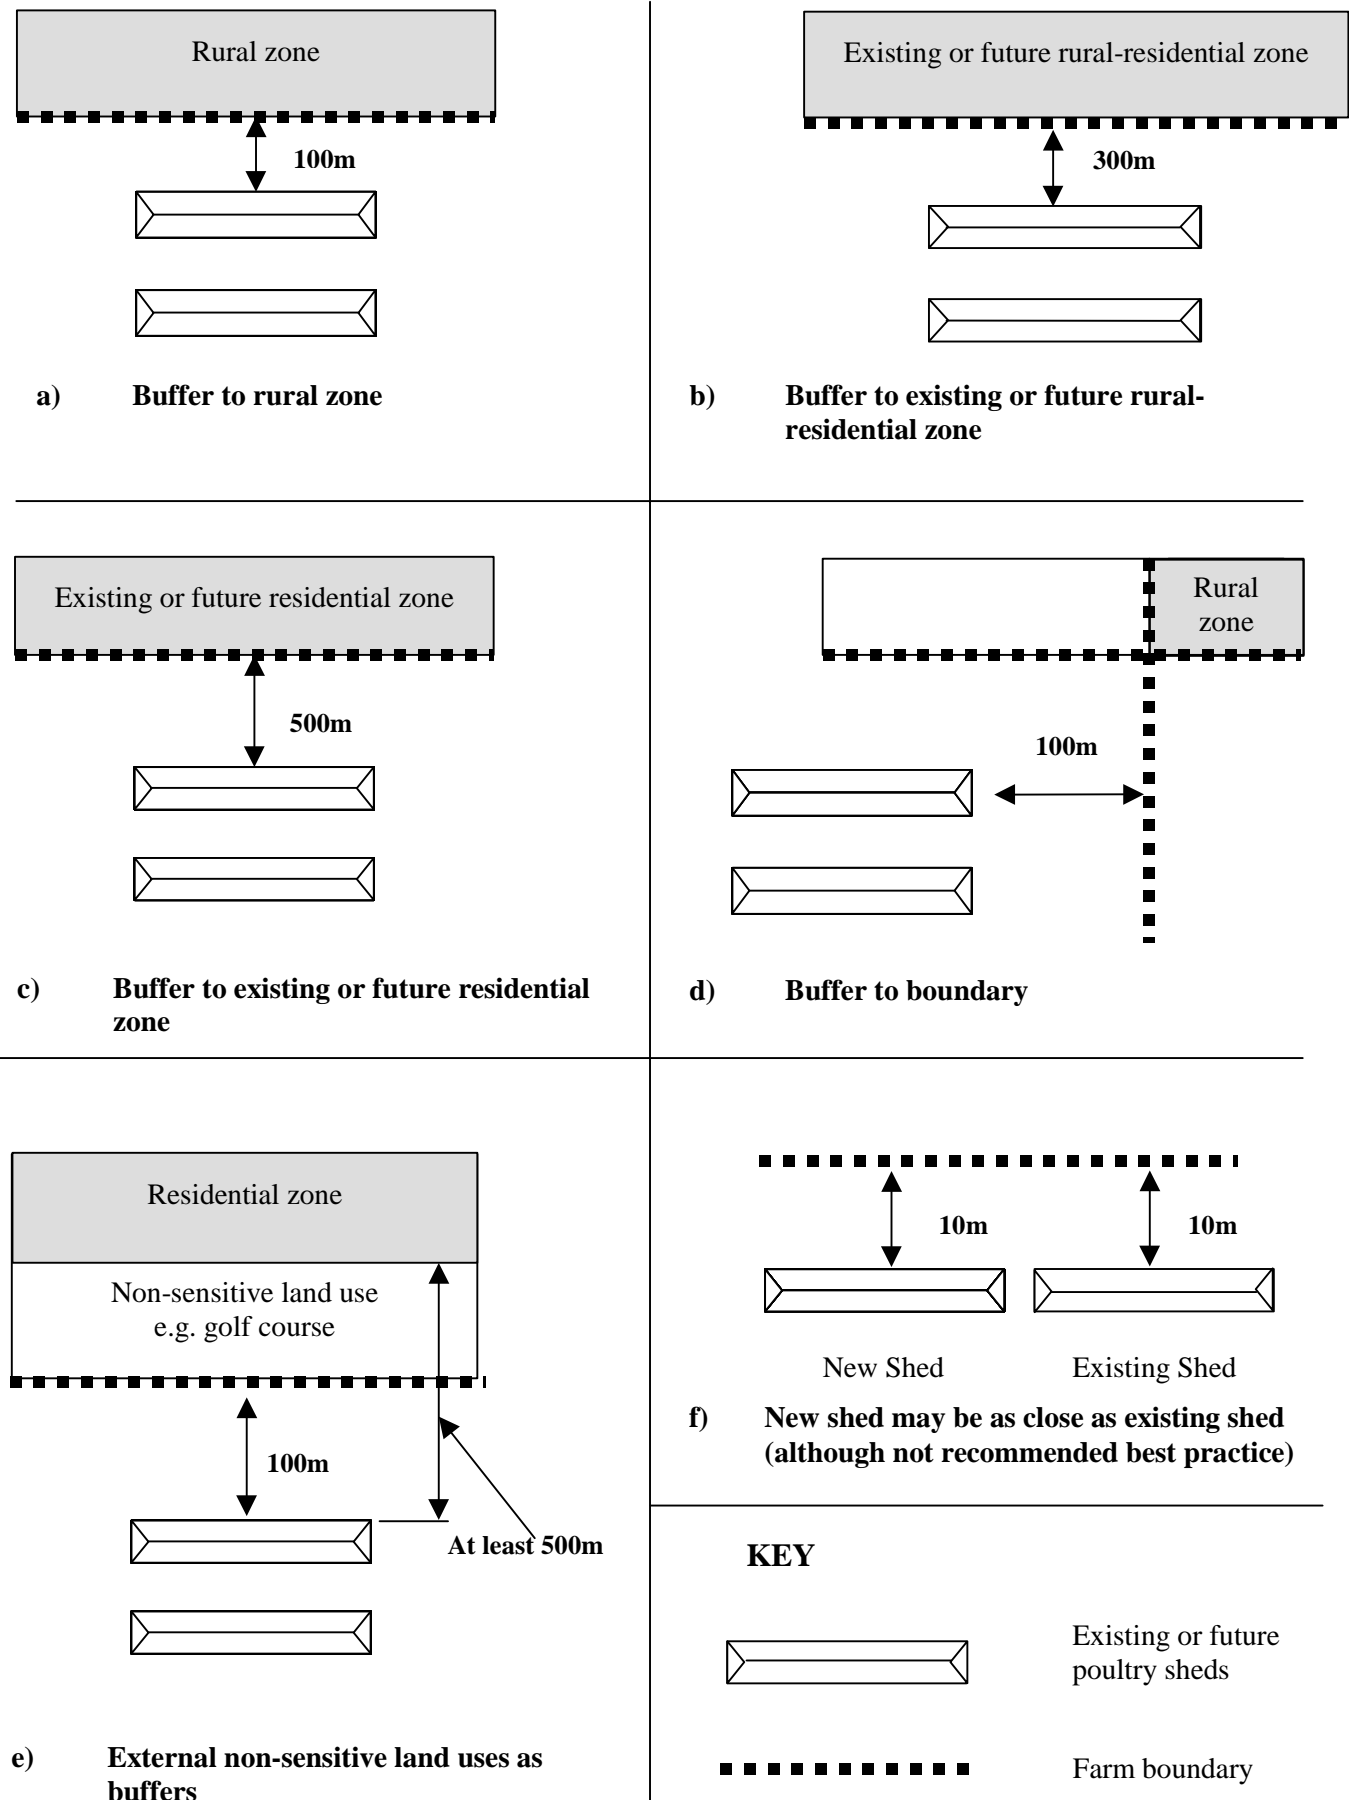 Rural zone
100m
a) Buffer to rural zone
Existing or future rural-residential zone
300m
b) Buffer to existing or future rural-
residential zone
Existing or future residential zone
500m
c) Buffer to existing or future residential
zone
Rural
zone
100m
d) Buffer to boundary
Residential zone
Non-sensitive land use
e.g. golf course
100m
At least 500m
e) External non-sensitive land uses as
buffers
10m
10m
New Shed
Existing Shed
f) New shed may be as close as existing shed
(although not recommended best practice)
KEY
Existing or future
poultry sheds
Farm boundary